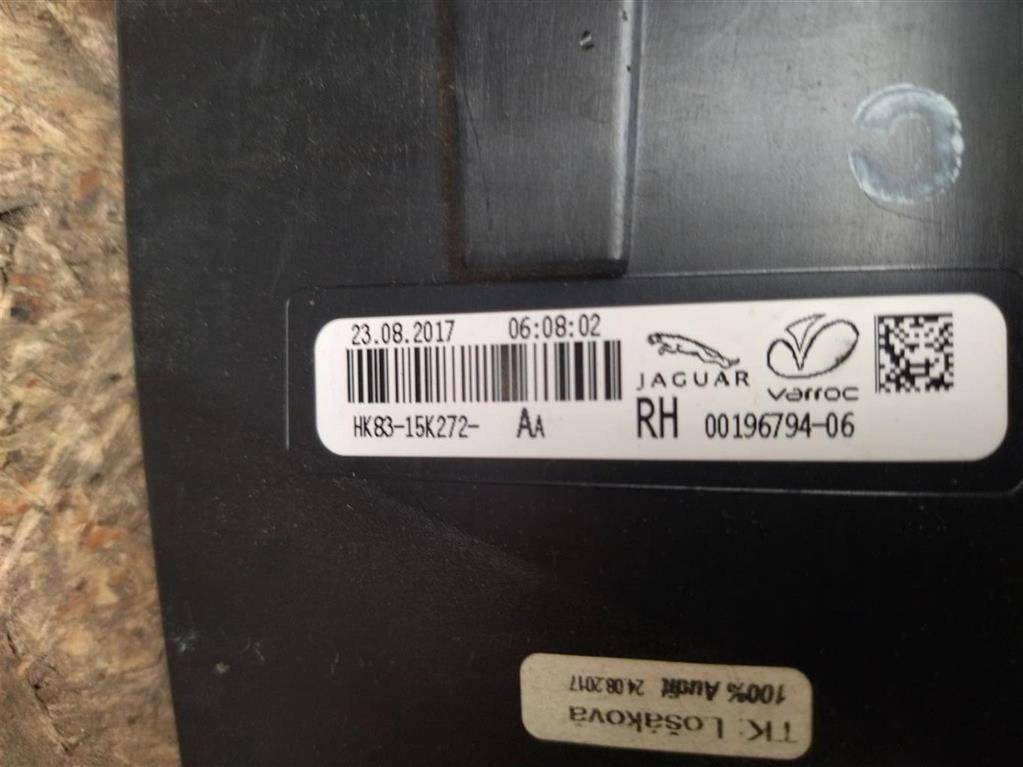 23.08.2017 06:08:02
JAGUAR varroc
HK83-15K272- AA RH 00196794-06
TK: Lošáková
100% Audit 24.08.2017